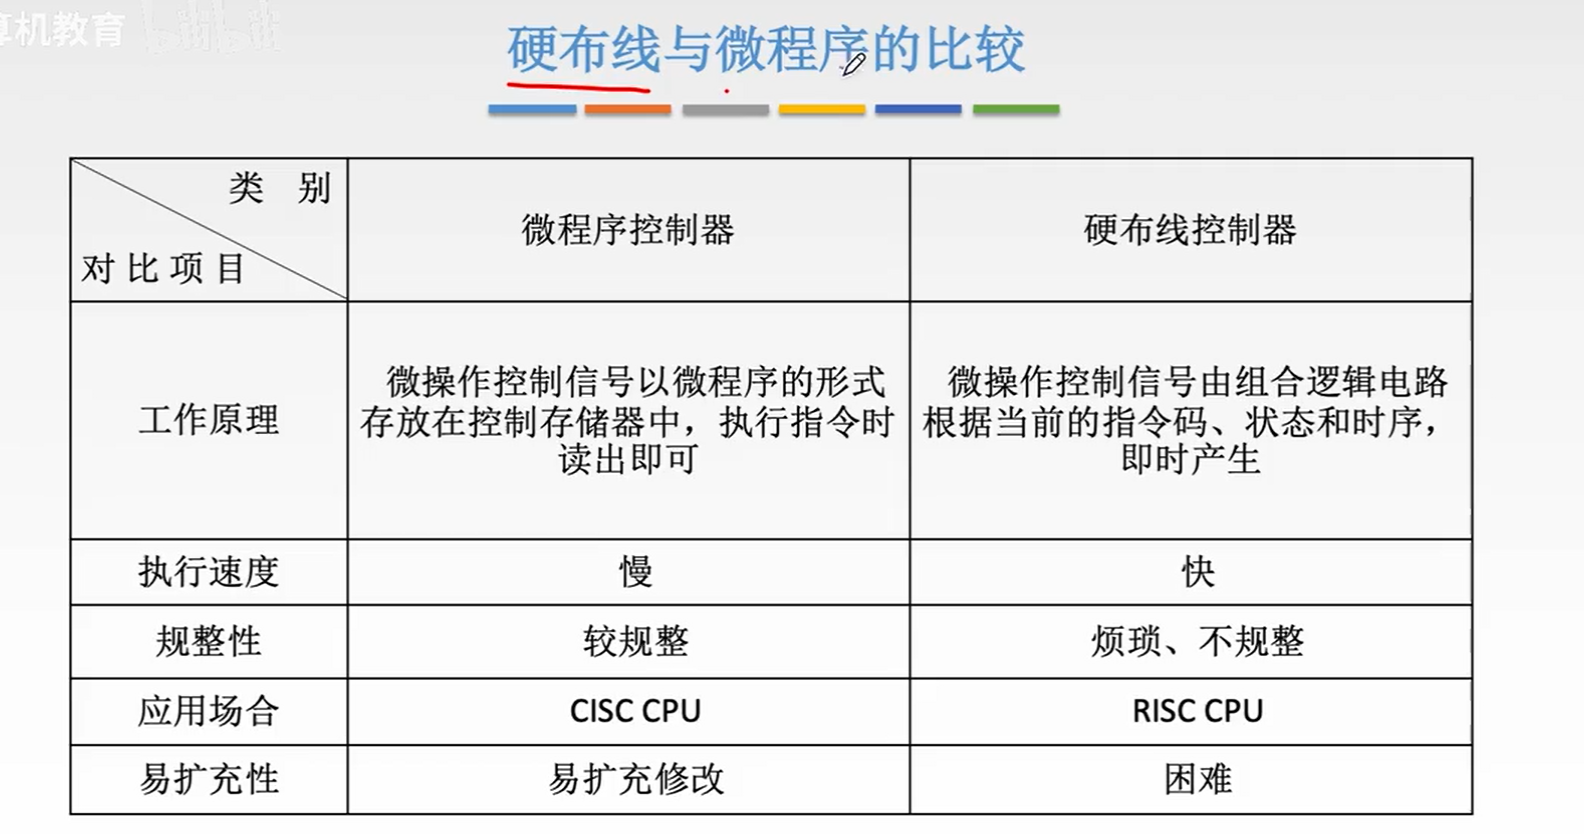 算机教育 bilibili
硬布线与微程序的比较
类 别
对比项目
微程序控制器
硬布线控制器
工作原理
微操作控制信号以微程序的形式
存放在控制存储器中，执行指令时
读出即可
微操作控制信号由组合逻辑电路
根据当前的指令码、状态和时序，
即时产生
执行速度
慢
快
规整性
较规整
烦琐、不规整
应用场合
CISC CPU
RISC CPU
易扩充性
易扩充修改
困难